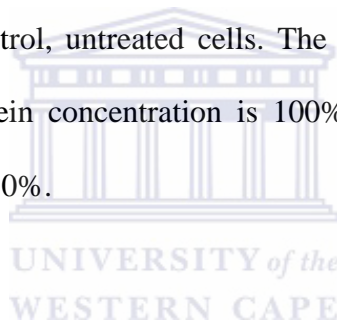 trol, untreated cells. The
ein concentration is 100%
0%.
UNIVERSITY of the
WESTERN CAPE